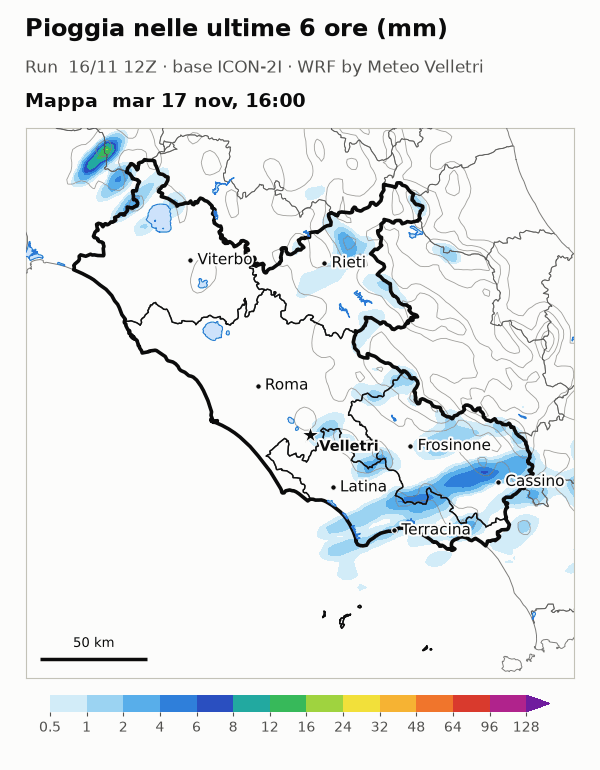 Pioggia nelle ultime 6 ore (mm)
Run  16/11 12Z · base ICON-2I · WRF by Meteo Velletri
Mappa  mar 17 nov, 16:00
Viterbo
Rieti
Roma
Velletri
Frosinone
Latina
Cassino
Terracina
50 km
0.5 1 2 4 6 8 12 16 24 32 48 64 96 128